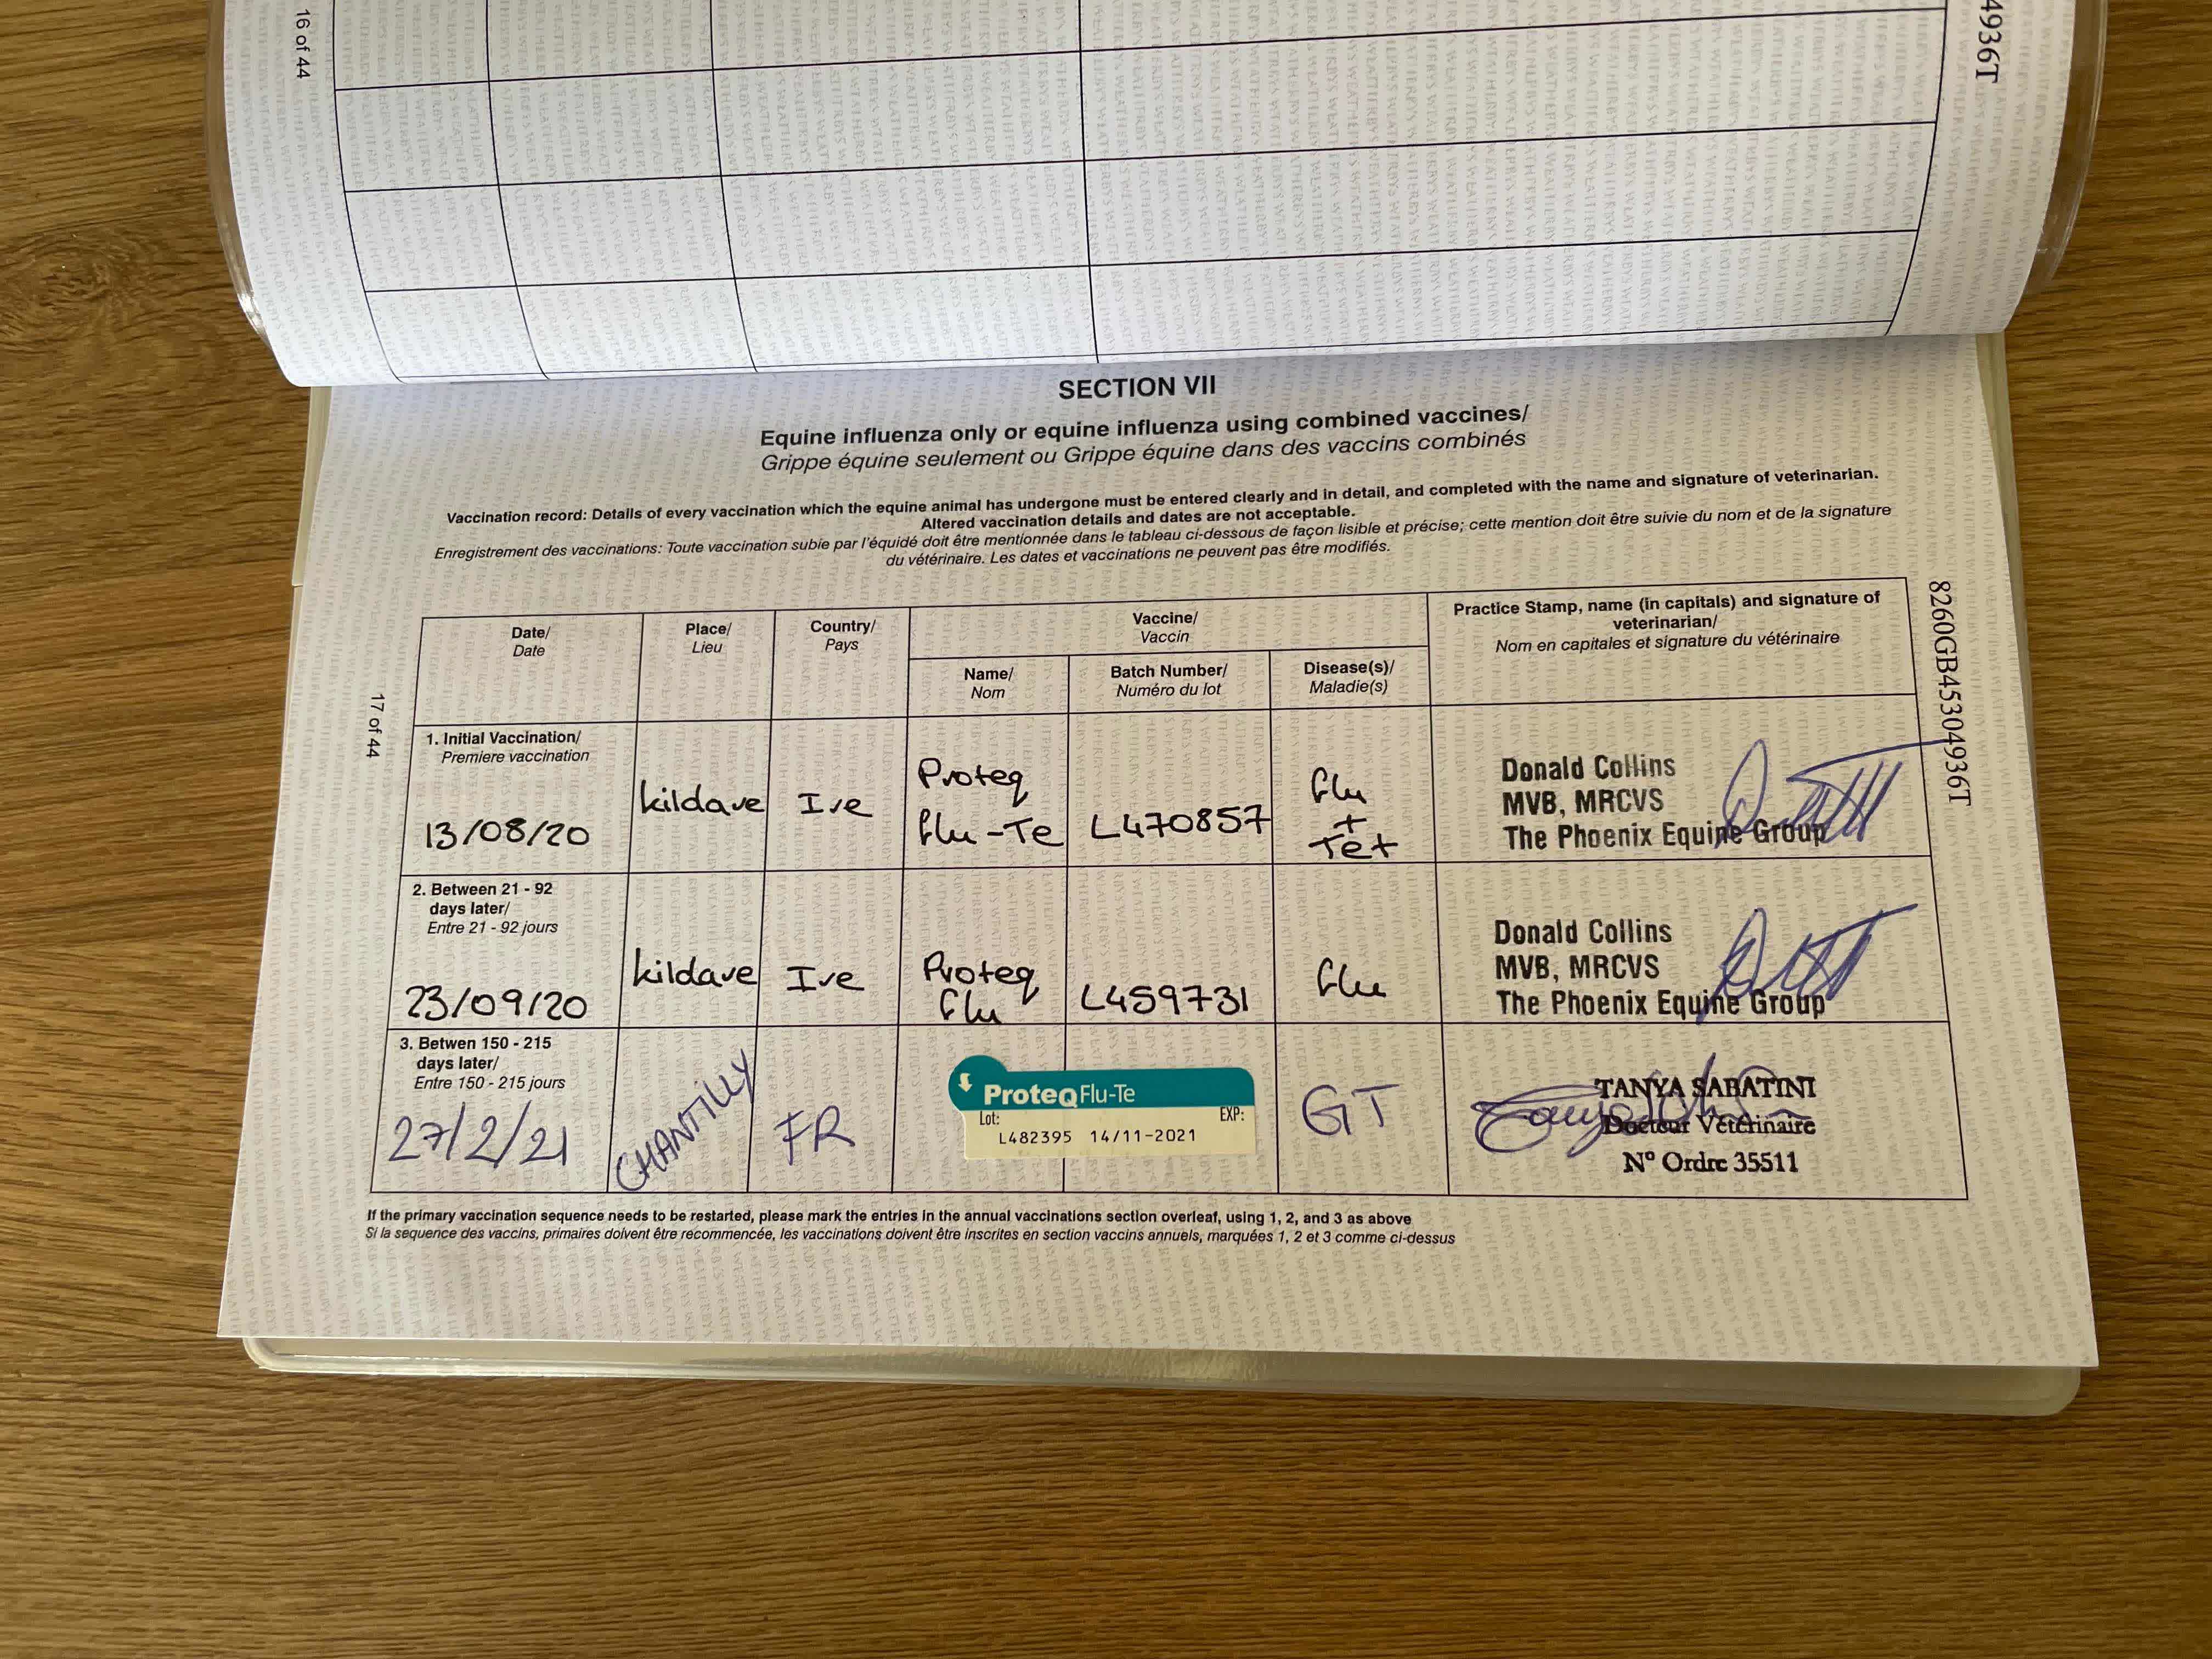 16 of 44
4936T
SECTION VII
Equine influenza only or equine influenza using combined vaccines/
Grippe équine seulement ou Grippe équine dans des vaccins combinés
Vaccination record: Details of every vaccination which the equine animal has undergone must be entered clearly and in detail, and completed with the name and signature of veterinarian.
Altered vaccination details and dates are not acceptable.
Enregistrement des vaccinations: Toute vaccination subie par l'équidé doit être mentionnée dans le tableau ci-dessous de façon lisible et précise; cette mention doit être suivie du nom et de la signature
du vétérinaire. Les dates et vaccinations ne peuvent pas être modifiés.
8260GB45304936T
17 of 44
Date/
Date
Place/
Lieu
Country/
Pays
Vaccine/
Vaccin
Name/
Nom
Batch Number/
Numéro du lot
Disease(s)/
Maladie(s)
Practice Stamp, name (in capitals) and signature of
veterinarian/
Nom en capitales et signature du vétérinaire
1. Initial Vaccination/
Premiere vaccination
13/08/20
Kildare
Ire
Proteq
Flu-Te
L470857
Flu
+
Tet
Donald Collins
MVB, MRCVS
The Phoenix Equine Group
2. Between 21 - 92
days later/
Entre 21 - 92 jours
23/09/20
Kildare
Ire
Proteq
Flu
L459731
Flu
Donald Collins
MVB, MRCVS
The Phoenix Equine Group
3. Betwen 150 - 215
days later/
Entre 150 - 215 jours
27/2/21
CHANTILLY
FR
ProteqFlu-Te
Lot: EXP:
L482395 14/11-2021
GT
TANYA SABATINI
Docteur Vétérinaire
N° Ordre 35511
If the primary vaccination sequence needs to be restarted, please mark the entries in the annual vaccinations section overleaf, using 1, 2, and 3 as above
Si la sequence des vaccins, primaires doivent être recommencée, les vaccinations doivent être inscrites en section vaccins annuels, marquées 1, 2 et 3 comme ci-dessus